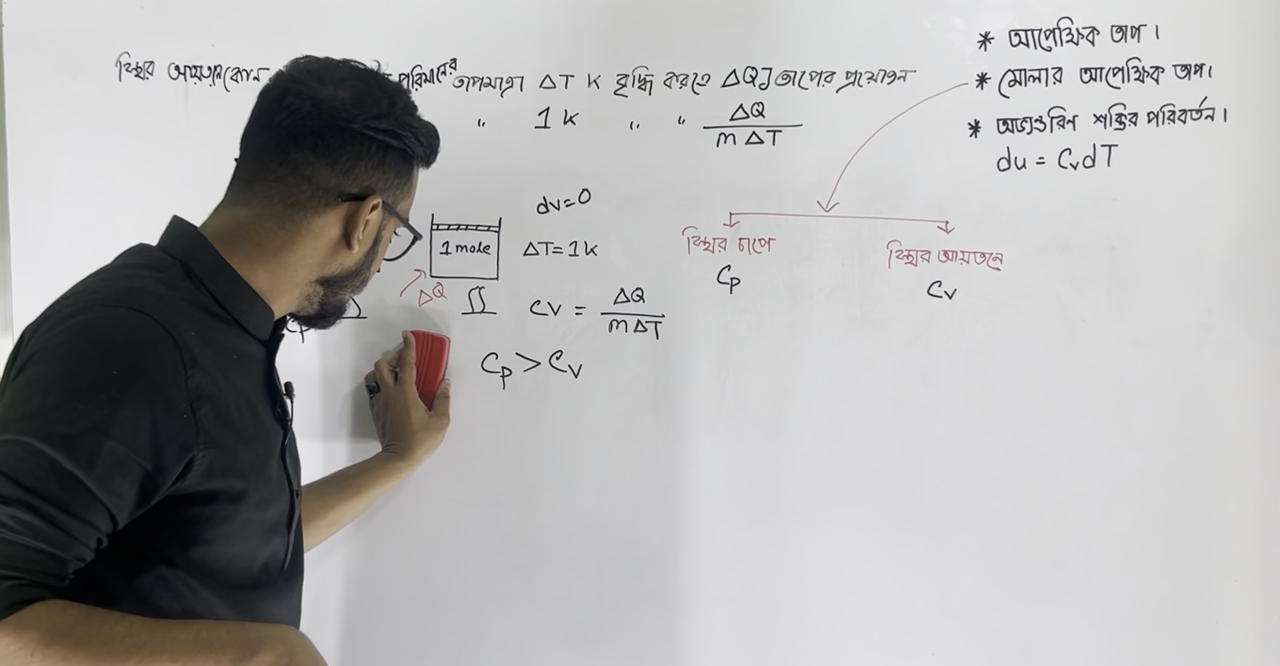 স্থির আয়তনে কোন পরিমানের তাপমাত্রা ΔT K বৃদ্ধি করতে ΔQ J তাপের প্রয়োজন
" 1 K " " ΔQ / mΔT
* আপেক্ষিক তাপ।
* মোলার আপেক্ষিক তাপ।
* অভ্যন্তরিণ শক্তির পরিবর্তন।
du = CvdT
dv=0
1 mole ΔT= 1 K
ΔQ
Cv = ΔQ / mΔT
Cp > Cv
স্থির চাপে
Cp
স্থির আয়তনে
Cv